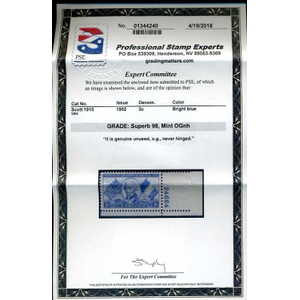 No. 01344240 4/19/2018
PSE
Professional Stamp Experts
PO Box 539309, Henderson, NV 89053-9309
gradingmatters.com
Expert Committee
We have examined the enclosed item submitted to PSE, of which
an image is shown below, and are of the opinion that:
Cat No Issue Denom. Color
Scott 1010 1952 3c Bright blue
USA
GRADE: Superb 98, Mint OGnh
"It is genuine unused, o.g., never hinged."
For The Expert Committee